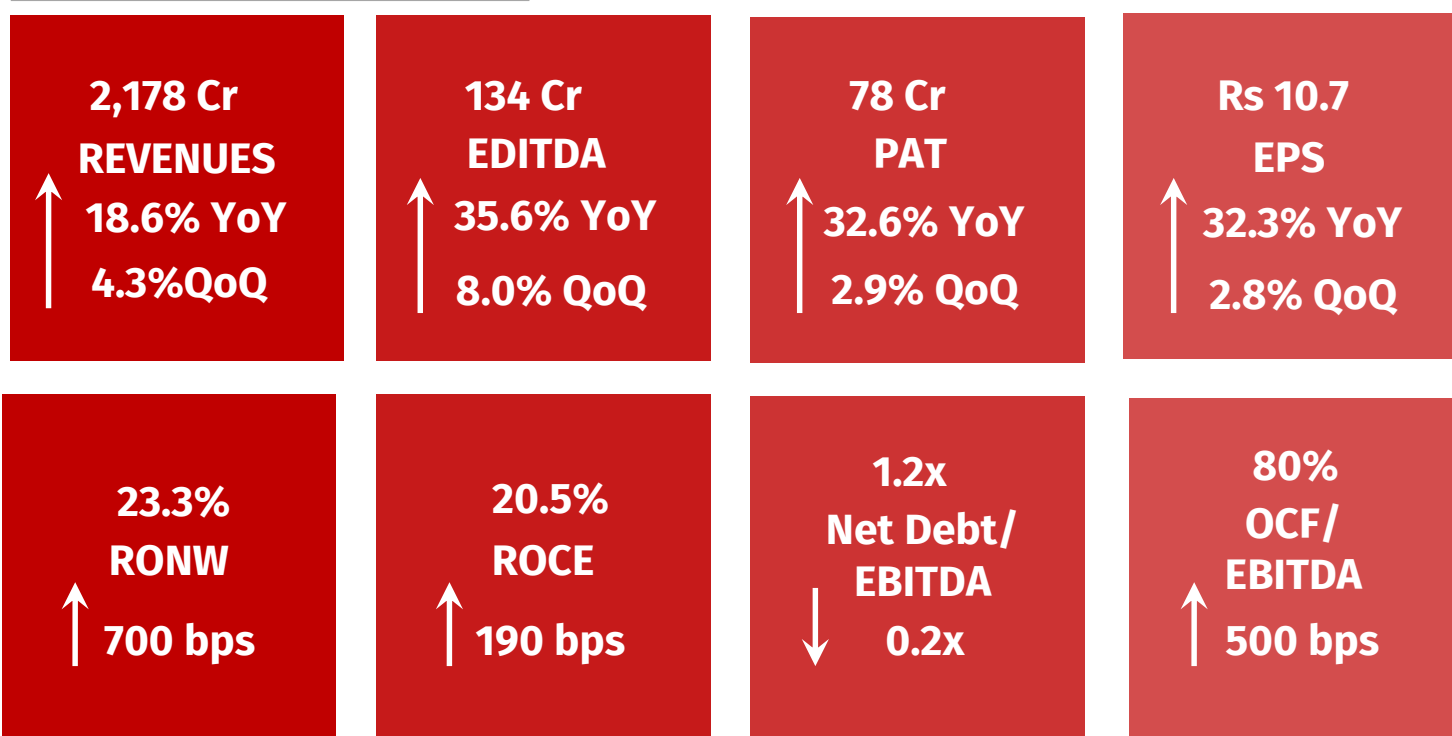 2,178 Cr
REVENUES
18.6% YoY
4.3%QoQ
134 Cr
EDITDA
35.6% YoY
8.0% QoQ
78 Cr
PAT
32.6% YoY
2.9% QoQ
Rs 10.7
EPS
32.3% YoY
2.8% QoQ
23.3%
RONW
700 bps
20.5%
ROCE
190 bps
1.2x
Net Debt/
EBITDA
0.2x
80%
OCF/
EBITDA
500 bps